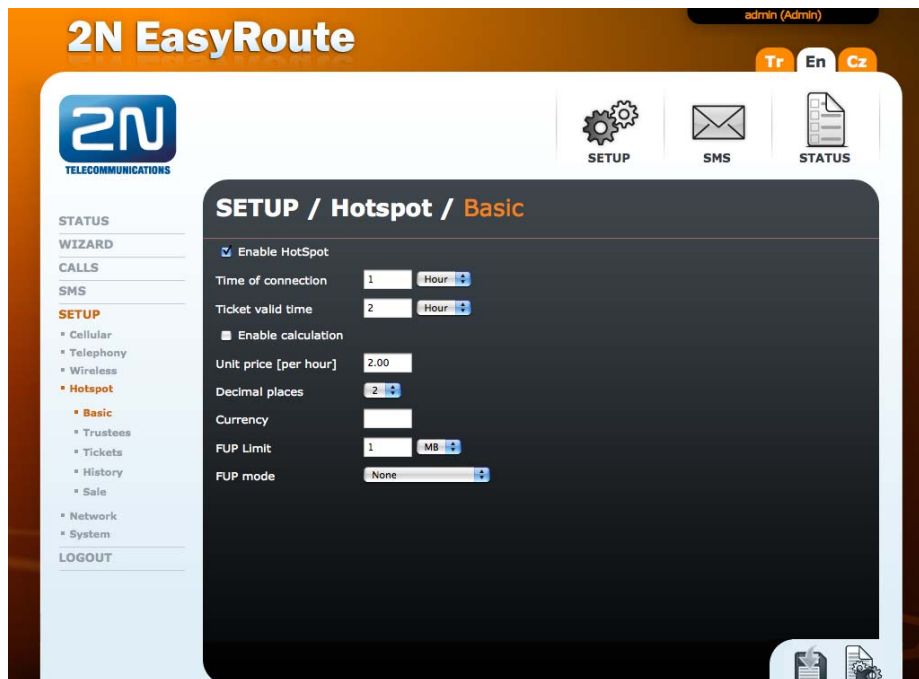 2N EasyRoute
admin (Admin)
Tr En Cz
2N
TELECOMMUNICATIONS
SETUP SMS STATUS
SETUP / Hotspot / Basic
STATUS
WIZARD
CALLS
SMS
SETUP
Cellular
Telephony
Wireless
Hotspot
Basic
Trustees
Tickets
History
Sale
Network
System
LOGOUT
Enable HotSpot
Time of connection 1 Hour
Ticket valid time 2 Hour
Enable calculation
Unit price [per hour] 2.00
Decimal places 2
Currency
FUP Limit 1 MB
FUP mode None